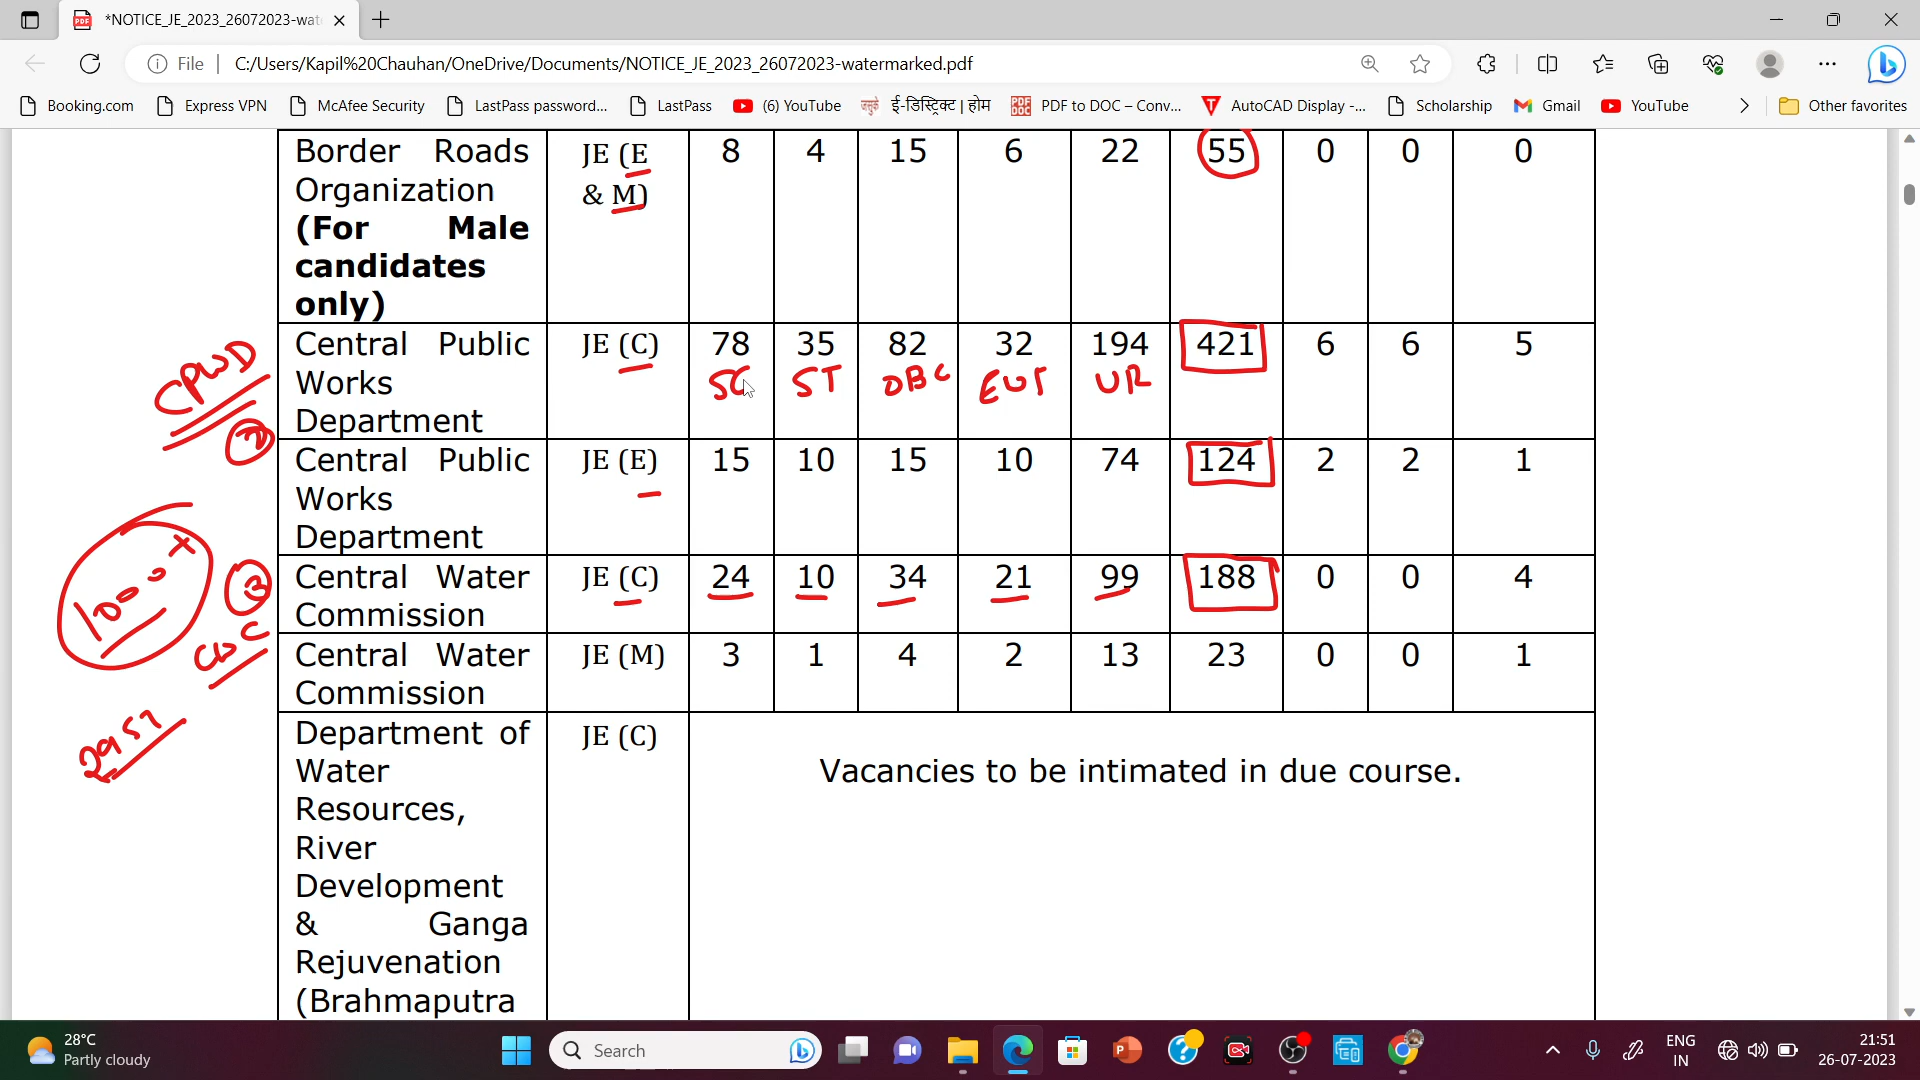 *NOTICE_JE_2023_26072023-wat
File C:/Users/Kapil%20Chauhan/OneDrive/Documents/NOTICE_JE_2023_26072023-watermarked.pdf
Booking.com Express VPN McAfee Security LastPass password... LastPass (6) YouTube ई-डिस्ट्रिक्ट | होम PDF to DOC – Conv... AutoCAD Display -... Scholarship Gmail YouTube Other favorites
Border Roads Organization (For Male candidates only) JE (E & M) 8 4 15 6 22 55 0 0 0
Central Public Works Department JE (C) 78 35 82 32 194 421 6 6 5
SC ST OBC EWS UR
CPWD
2
Central Public Works Department JE (E) 15 10 15 10 74 124 2 2 1
1000+
3
CWC
Central Water Commission JE (C) 24 10 34 21 99 188 0 0 4
Central Water Commission JE (M) 3 1 4 2 13 23 0 0 1
Department of Water Resources, River Development & Ganga Rejuvenation (Brahmaputra JE (C) Vacancies to be intimated in due course.
28°C
Partly cloudy
Search
ENG
IN
21:51
26-07-2023